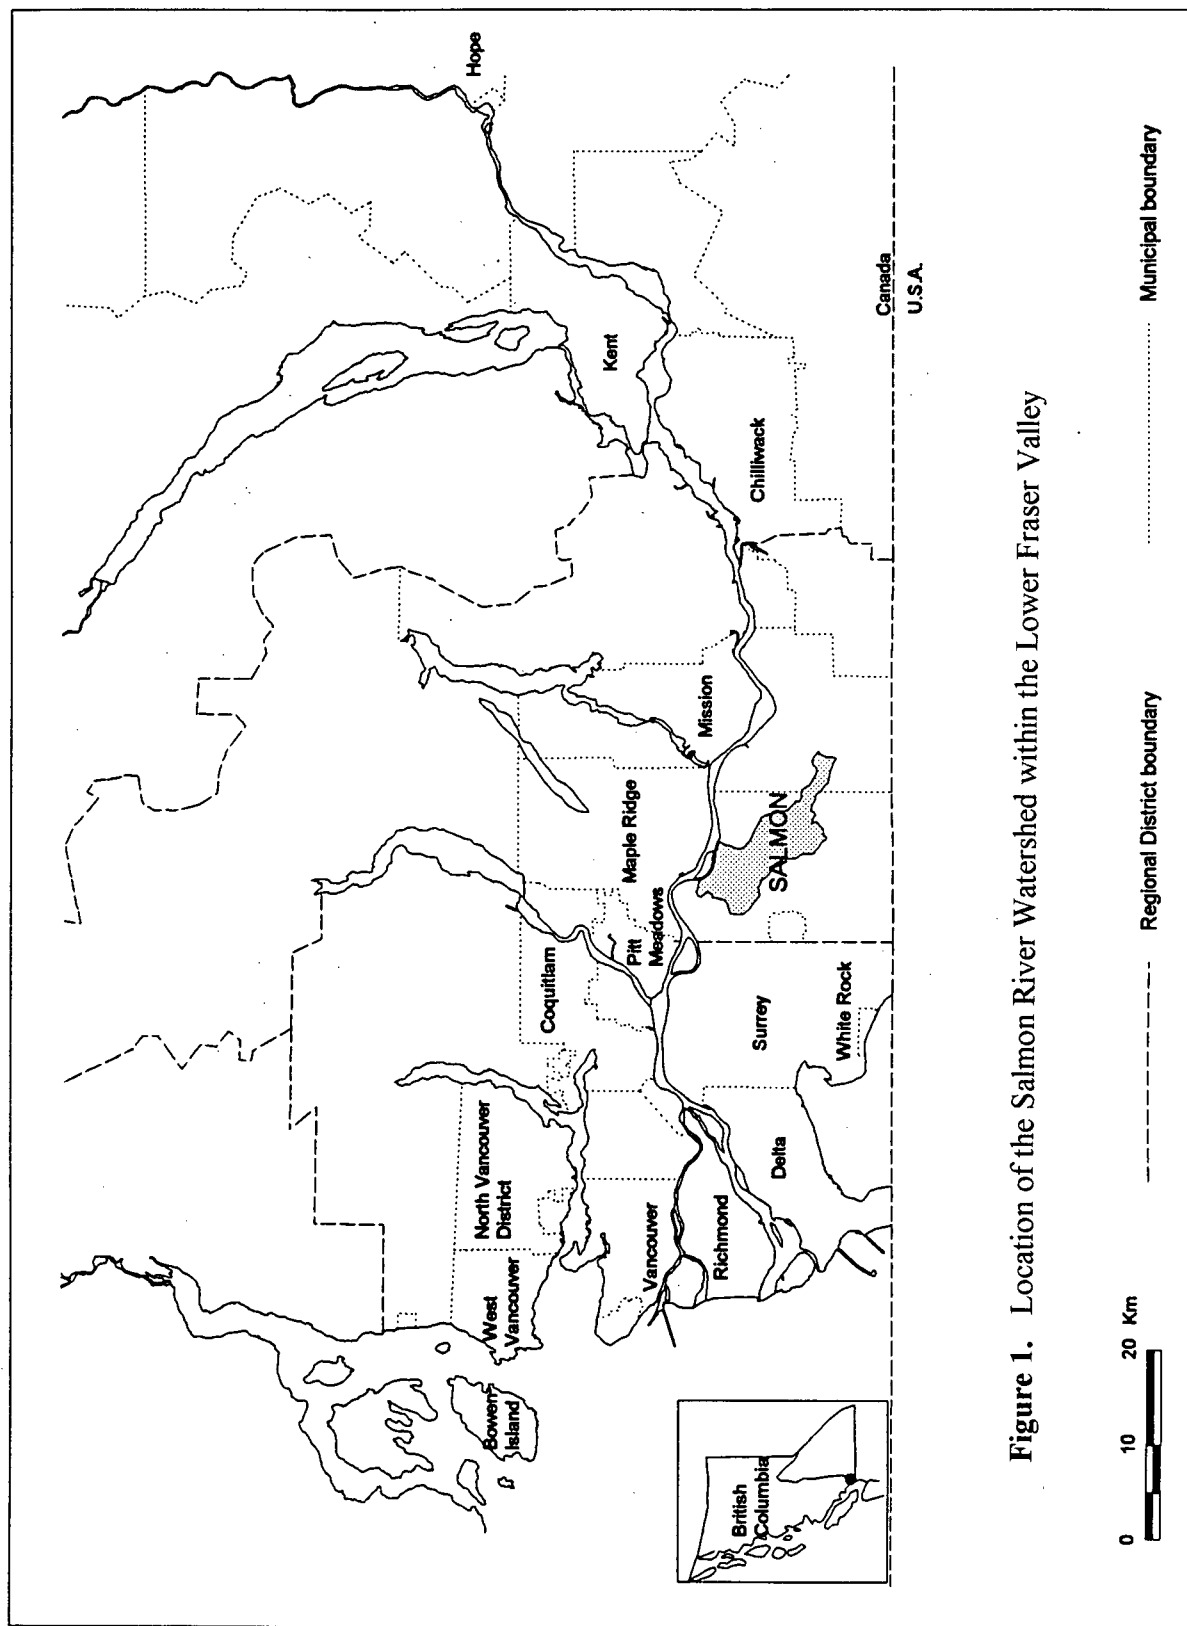 Hope
Kent
Canada
U.S.A.
Chilliwack
Mission
Maple Ridge
SALMON
Pitt
Meadows
Coquitlam
Surrey
White Rock
North Vancouver
District
Delta
West
Vancouver
Vancouver
Richmond
Bowen
Island
British
Columbia
Figure 1. Location of the Salmon River Watershed within the Lower Fraser Valley
0 10 20 Km
Regional District boundary
Municipal boundary